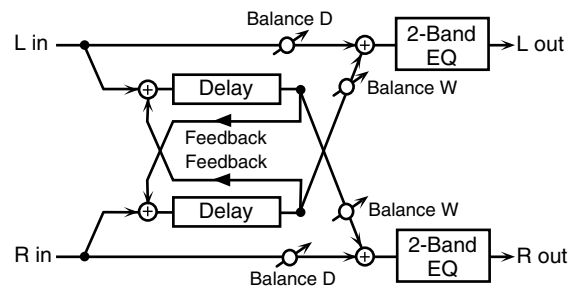 Balance D
L in
2-Band
EQ
L out
Delay
Balance W
Feedback
Feedback
Delay
Balance W
R in
2-Band
EQ
R out
Balance D